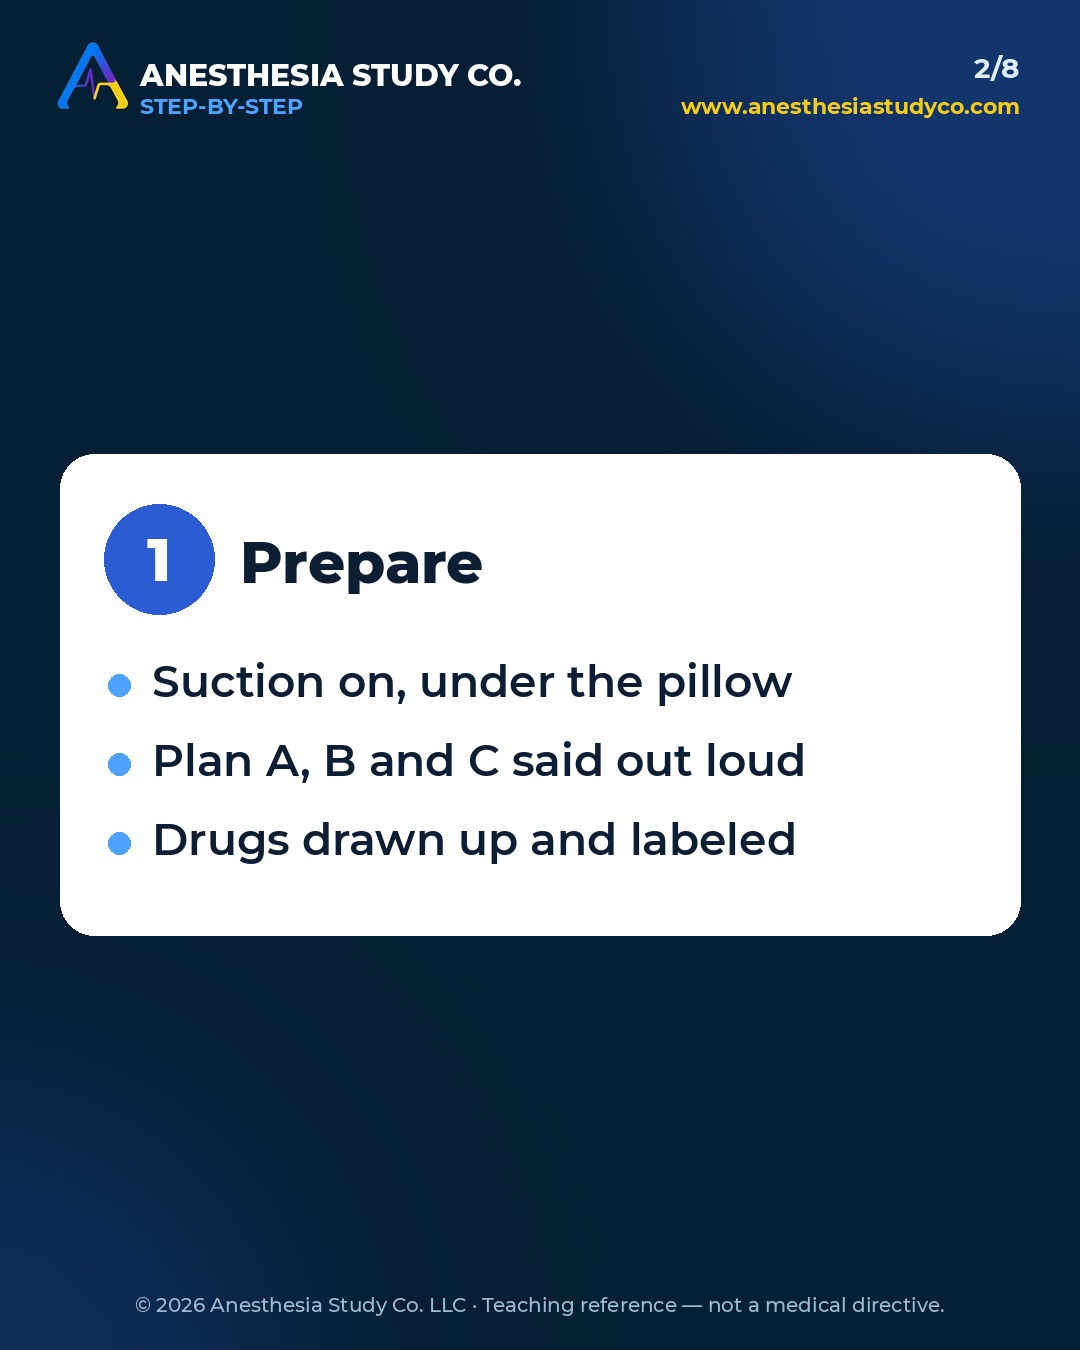 ANESTHESIA STUDY CO.
STEP-BY-STEP
2/8
www.anesthesiastudyco.com
1
Prepare
Suction on, under the pillow
Plan A, B and C said out loud
Drugs drawn up and labeled
© 2026 Anesthesia Study Co. LLC · Teaching reference — not a medical directive.